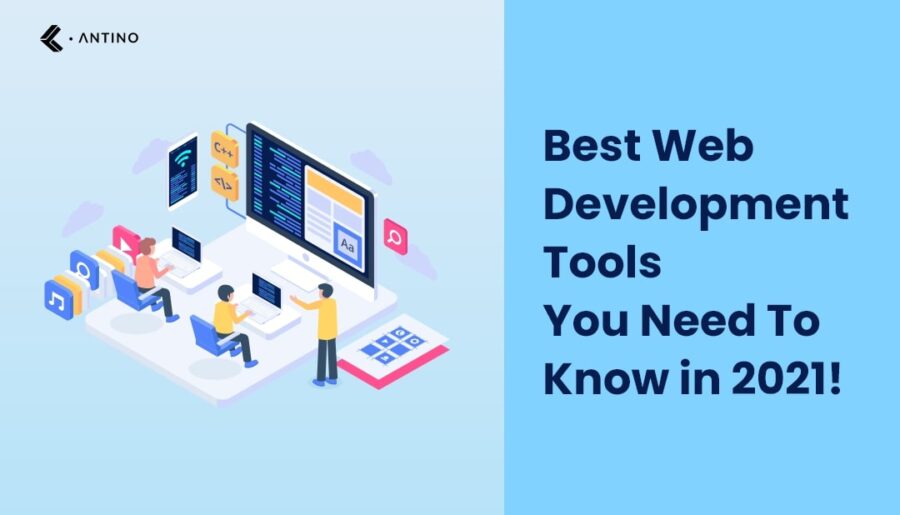 • ANTINO
C++
</>
Aa
Best Web
Development
Tools
You Need To
Know in 2021!